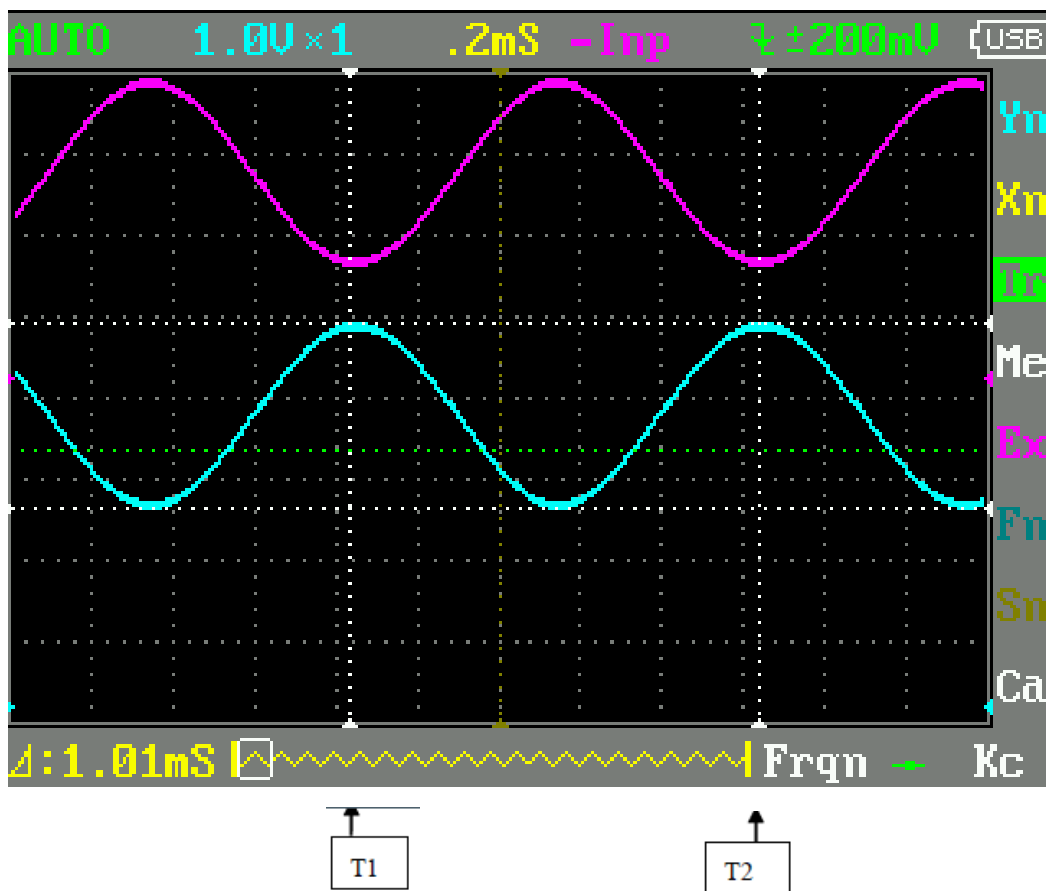 AUTO 1.0V×1 .2mS -Inp ±200mV USB
Yn
Xn
Tr
Me
Ex
Fn
Sn
Ca
⊿:1.01mS Frqn Kc
T1 T2